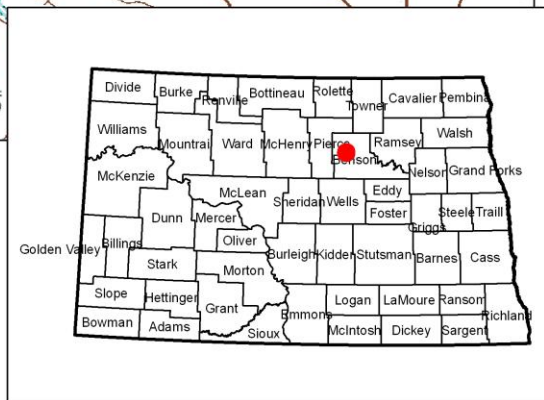 Divide Burke Renville Bottineau Rolette Towner Cavalier Pembina
Williams Mountrail Ward McHenry Pierce Benson Ramsey Walsh
McKenzie Nelson Grand Forks
McLean Sheridan Wells Eddy
Dunn Mercer Foster Griggs Steele Traill
Golden Valley Billings Oliver Burleigh Kidder Stutsman Barnes Cass
Stark Morton
Slope Hettinger Grant Emmons Logan LaMoure Ransom Richland
Bowman Adams Sioux McIntosh Dickey Sargent